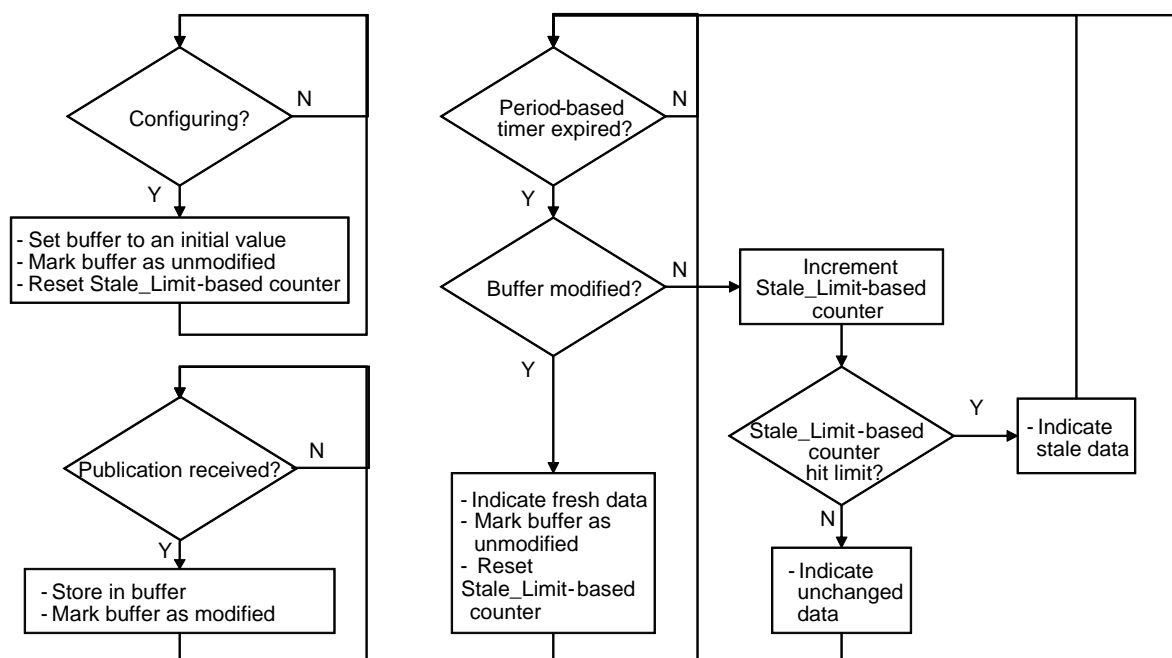 Configuring?
N
Y
- Set buffer to an initial value
- Mark buffer as unmodified
- Reset Stale_Limit-based counter
Publication received?
N
Y
- Store in buffer
- Mark buffer as modified
Period-based
timer expired?
N
Y
Buffer modified?
N
Y
- Indicate fresh data
- Mark buffer as
unmodified
- Reset
Stale_Limit-based
counter
Increment
Stale_Limit-based
counter
Stale_Limit-based
counter
hit limit?
Y
N
- Indicate
stale data
- Indicate
unchanged
data